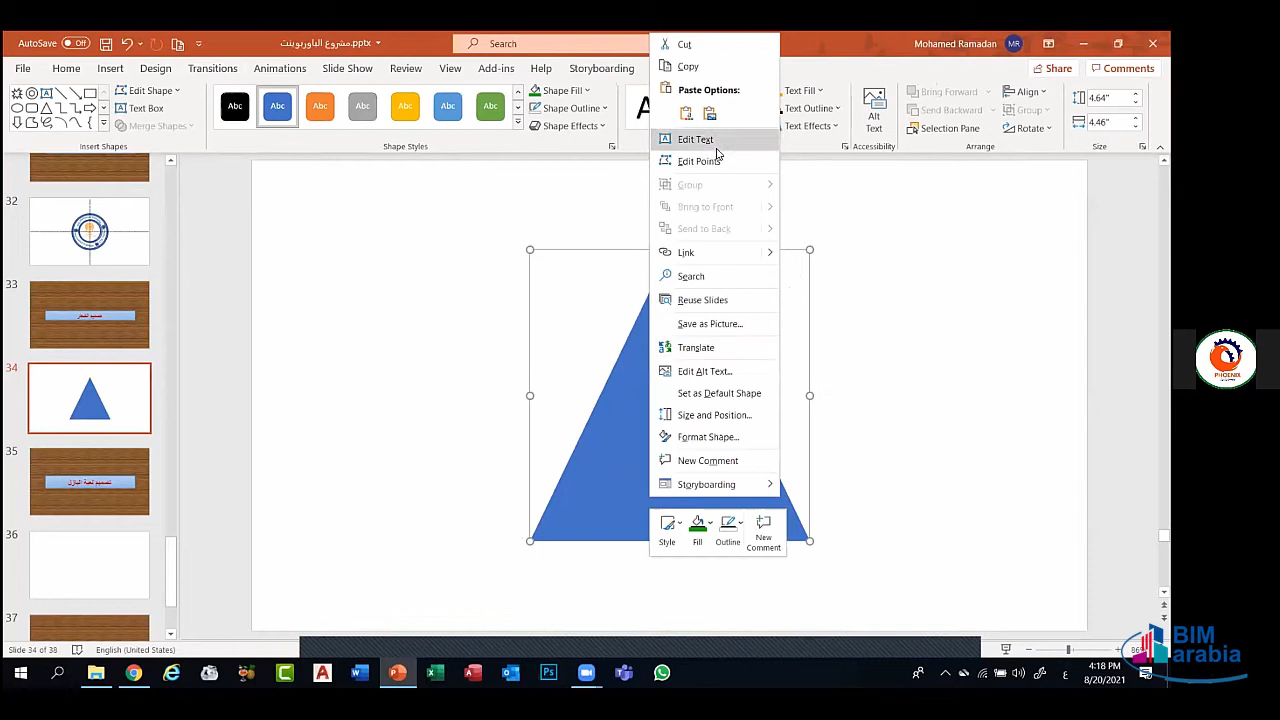 AutoSave Off
مشروع الباوربوينت.pptx
Search
Mohamed Ramadan MR
File Home Insert Design Transitions Animations Slide Show Review View Add-ins Help Storyboarding Share Comments
Edit Shape
Text Box
Merge Shapes
Insert Shapes
Abc Abc Abc Abc Abc Abc Abc
Shape Fill
Shape Outline
Shape Effects
Shape Styles
A
Text Fill
Text Outline
Text Effects
Alt
Text
Accessibility
Bring Forward
Send Backward
Selection Pane
Align
Group
Rotate
Arrange
4.64"
4.46"
Size
Cut
Copy
Paste Options:
Edit Text
Edit Points
Group
Bring to Front
Send to Back
Link
Search
Reuse Slides
Save as Picture...
Translate
Edit Alt Text...
Set as Default Shape
Size and Position...
Format Shape...
New Comment
Storyboarding
Style
Fill
Outline
New
Comment
32
33
34
35
تصميم لعبة البازل
36
37
PHOENIX
Slide 34 of 38
English (United States)
4:18 PM
8/20/2021
BIM
arabia